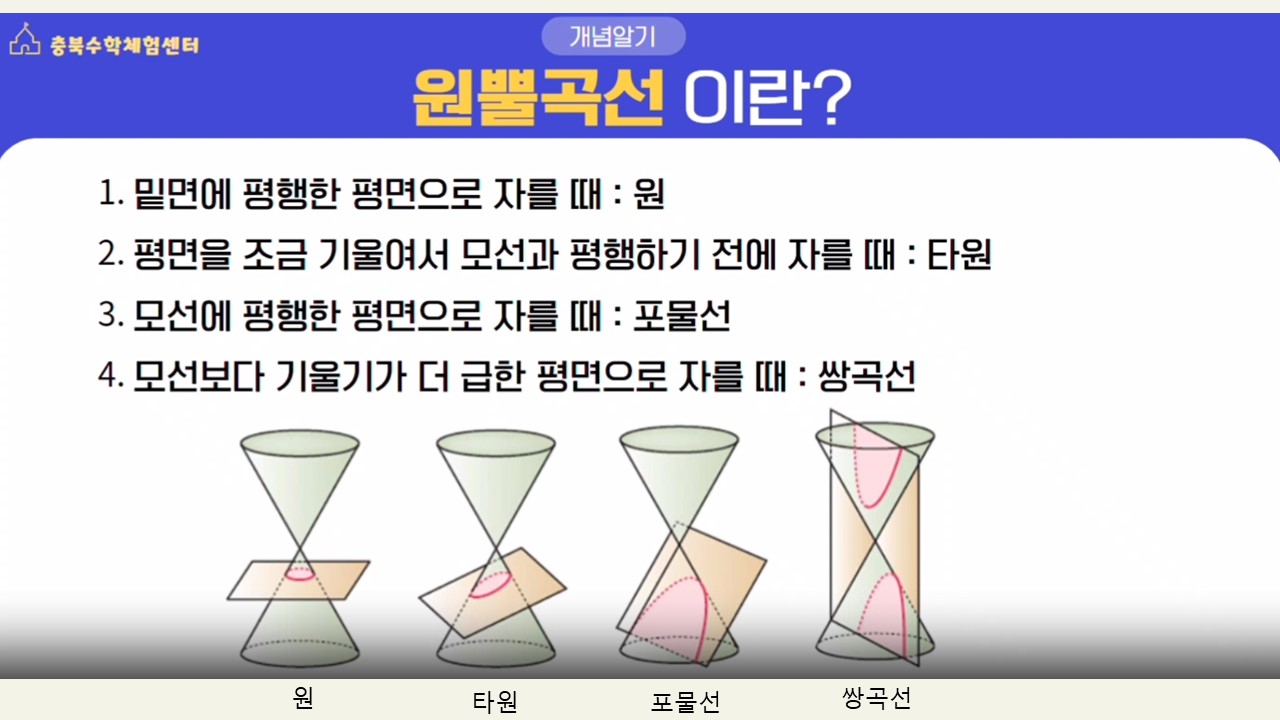 충북수학체험센터
개념알기
원뿔곡선 이란?
1. 밑면에 평행한 평면으로 자를 때 : 원
2. 평면을 조금 기울여서 모선과 평행하기 전에 자를 때 : 타원
3. 모선에 평행한 평면으로 자를 때 : 포물선
4. 모선보다 기울기가 더 급한 평면으로 자를 때 : 쌍곡선
원 타원 포물선 쌍곡선